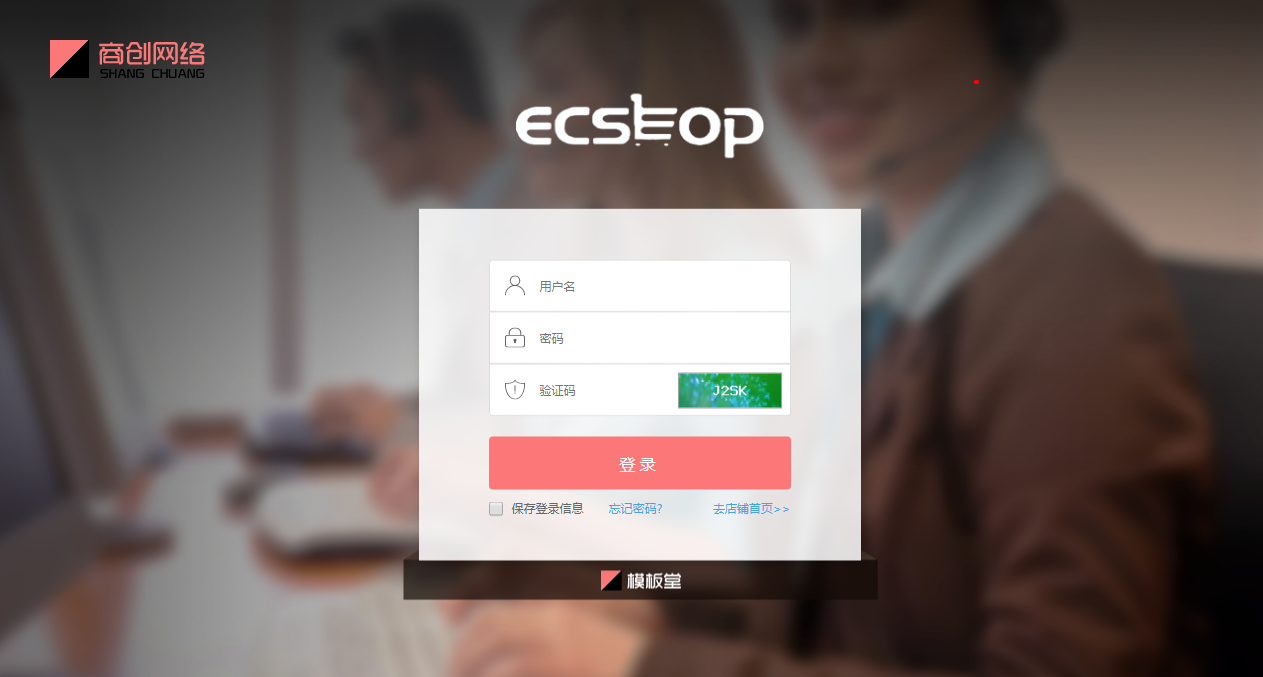 商创网络
SHANG CHUANG
ecshop
用户名
密码
验证码 J2SK
登录
保存登录信息 忘记密码? 去店铺首页>>
模板堂